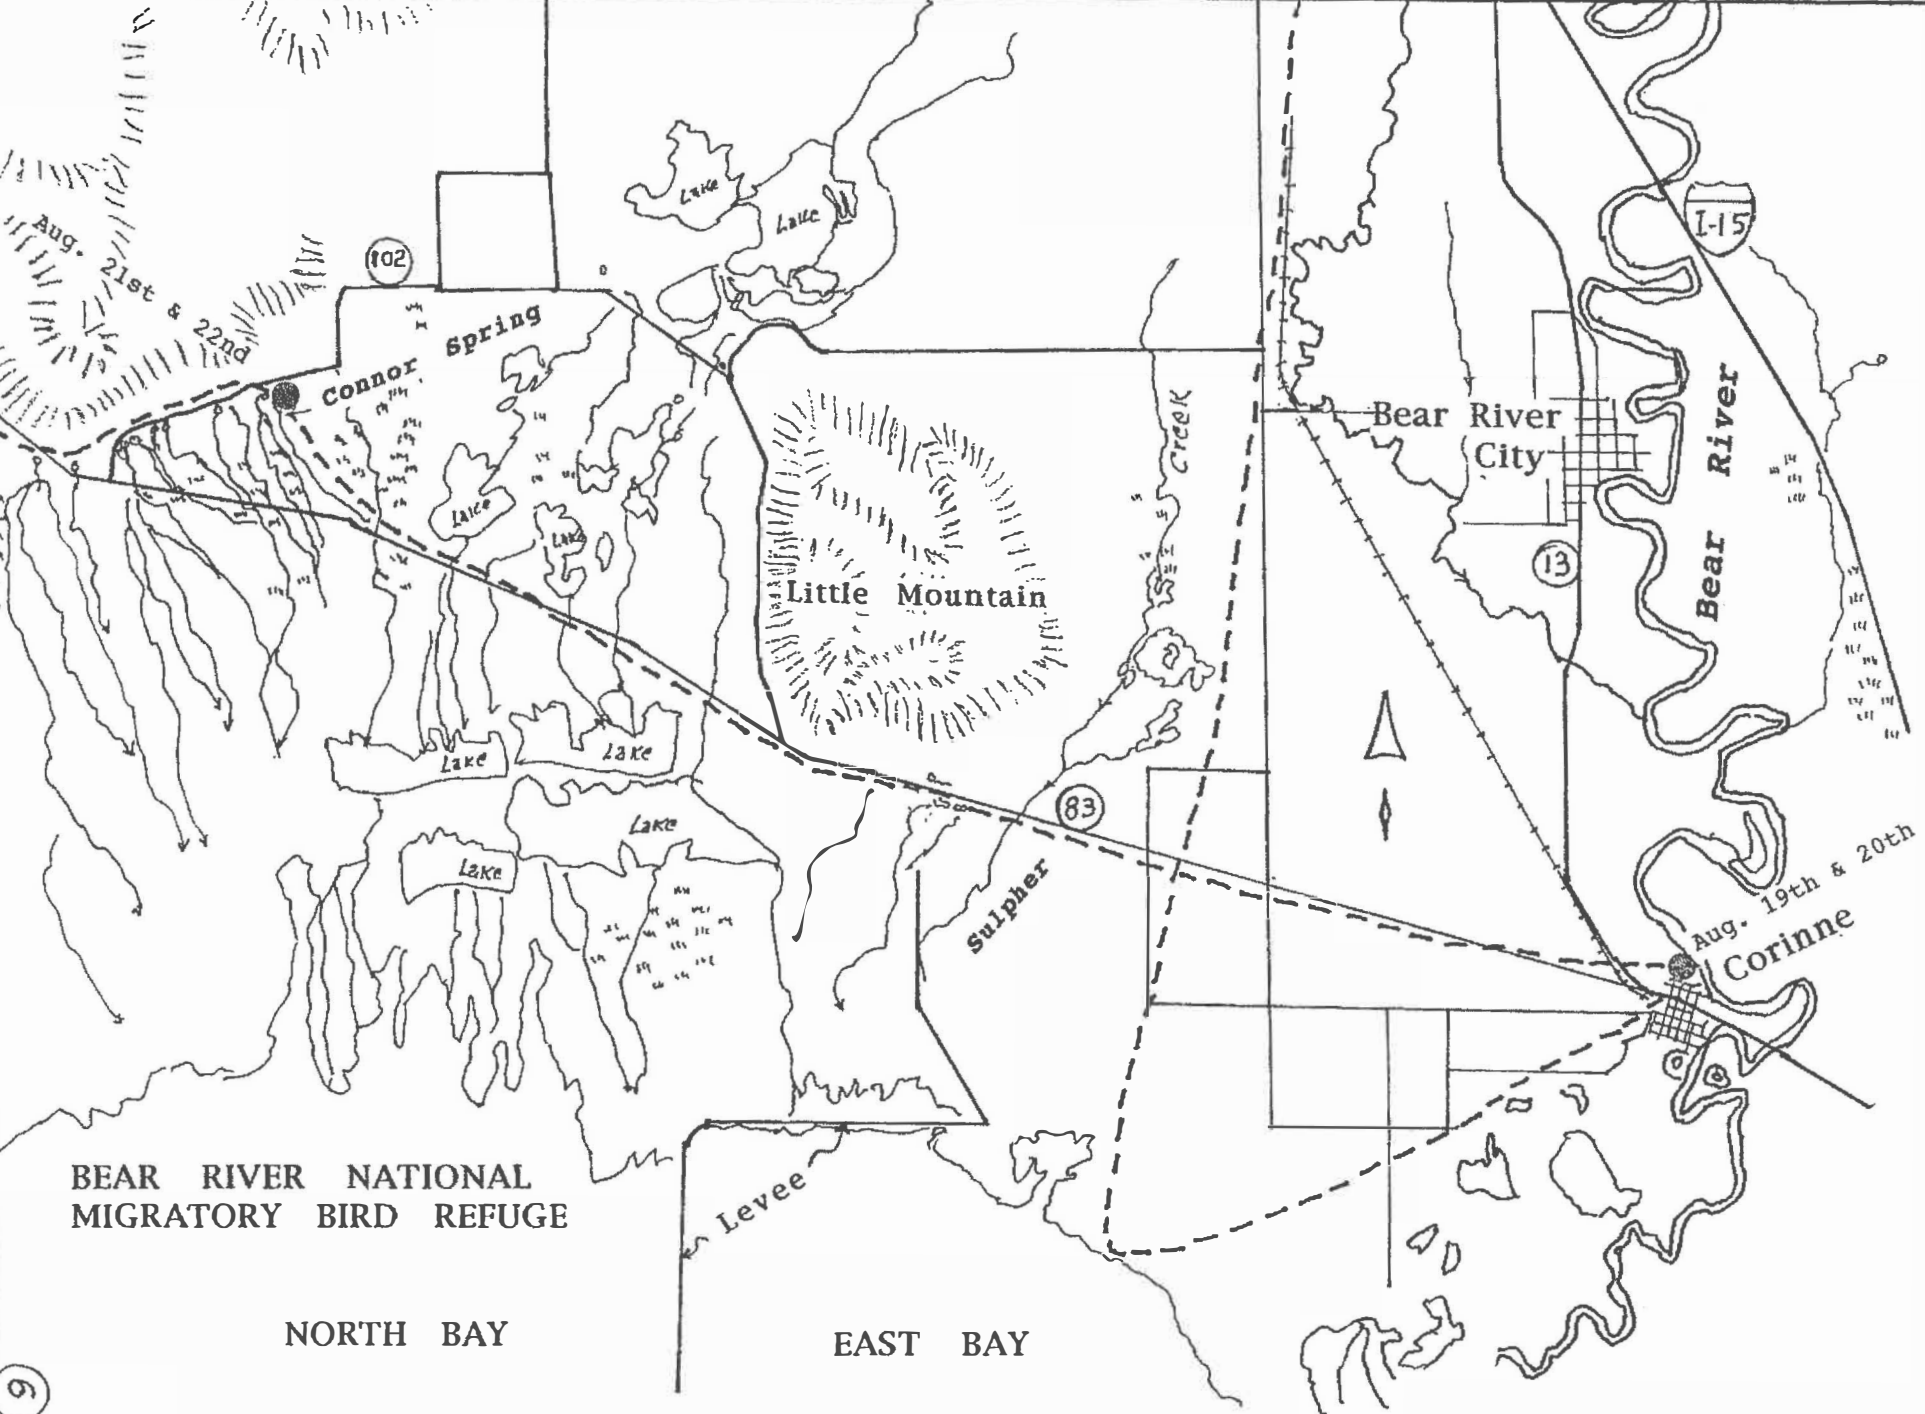 I-15
Lake
Lake
102
Aug. 21st & 22nd
Connor Spring
Creek
Bear River
City
Bear River
Lake
Lake
13
Little Mountain
Lake
Lake
83
Lake
Lake
Sulpher
Aug. 19th & 20th
Corinne
BEAR RIVER NATIONAL
MIGRATORY BIRD REFUGE
Levee
NORTH BAY
EAST BAY
6